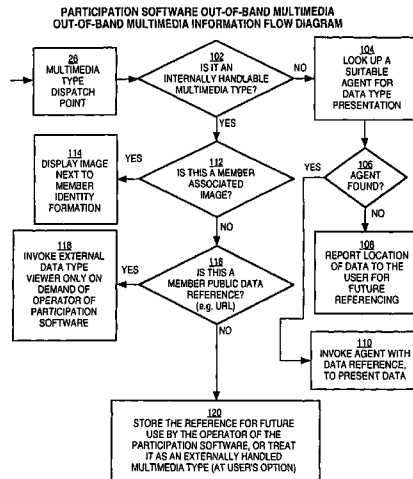 PARTICIPATION SOFTWARE OUT-OF-BAND MULTIMEDIA
OUT-OF-BAND MULTIMEDIA INFORMATION FLOW DIAGRAM
26
MULTIMEDIA
TYPE
DISPATCH
POINT
102
IS IT AN
INTERNALLY HANDLABLE
MULTIMEDIA TYPE?
NO
YES
104
LOOK UP A
SUITABLE
AGENT FOR
DATA TYPE
PRESENTATION
114
DISPLAY IMAGE
NEXT TO
MEMBER
IDENTITY
FORMATION
YES
112
IS THIS A MEMBER
ASSOCIATED
IMAGE?
NO
YES
106
AGENT
FOUND?
NO
118
INVOKE EXTERNAL
DATA TYPE
VIEWER ONLY ON
DEMAND OF
OPERATOR OF
PARTICIPATION
SOFTWARE
YES
116
IS THIS A
MEMBER PUBLIC DATA
REFERENCE?
(e.g. URL)
NO
108
REPORT LOCATION
OF DATA TO THE
USER FOR
FUTURE
REFERENCING
110
INVOKE AGENT WITH
DATA REFERENCE,
TO PRESENT DATA
120
STORE THE REFERENCE FOR FUTURE
USE BY THE OPERATOR OF THE
PARTICIPATION SOFTWARE, OR TREAT
IT AS AN EXTERNALLY HANDLED
MULTIMEDIA TYPE (AT USER'S OPTION)